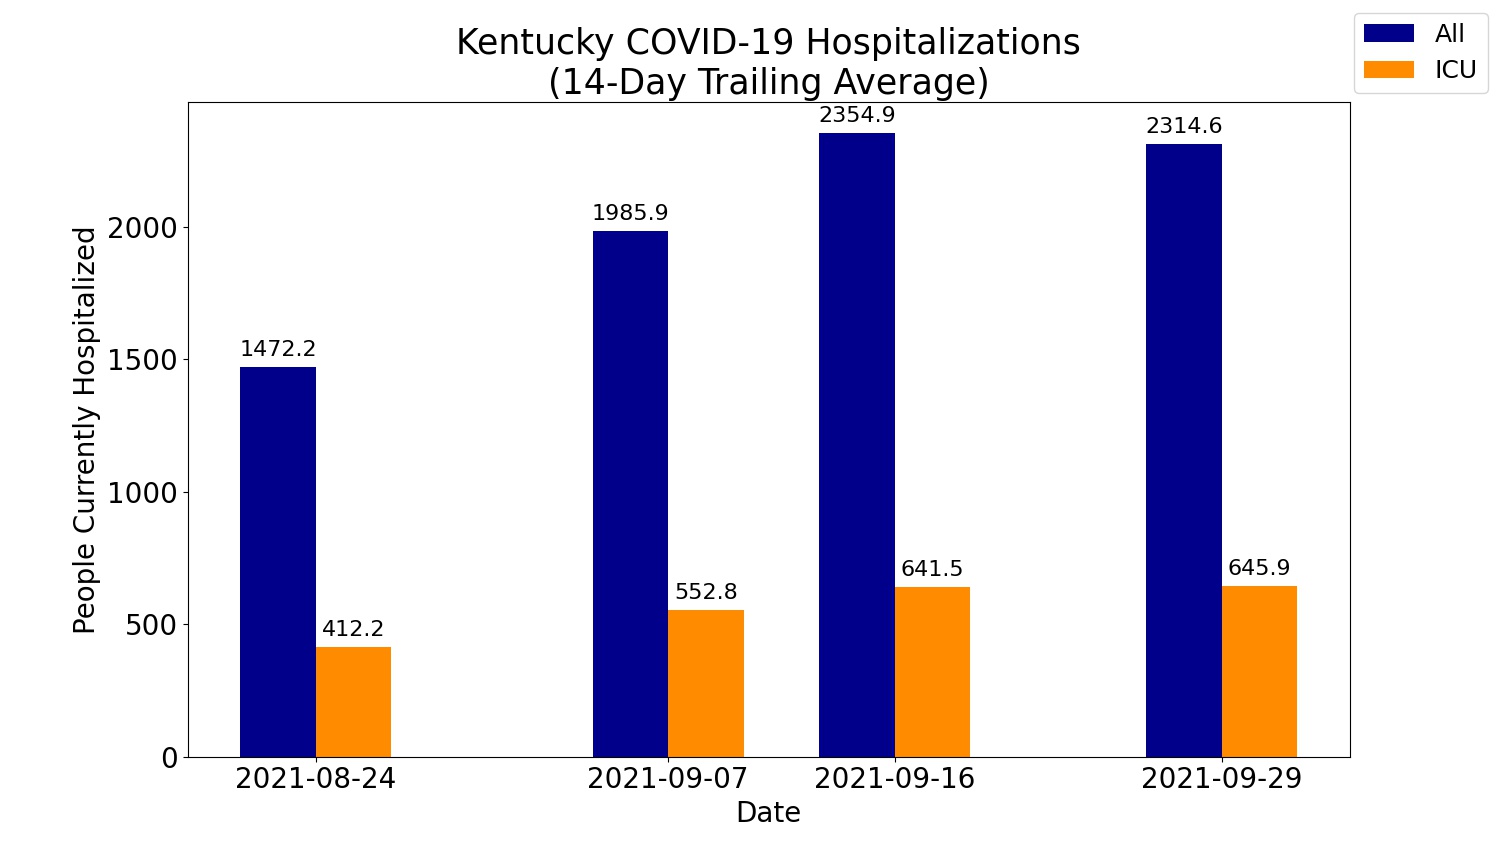 Kentucky COVID-19 Hospitalizations
(14-Day Trailing Average)
All
ICU
People Currently Hospitalized
2000
1500
1000
500
0
1472.2
412.2
1985.9
552.8
2354.9
641.5
2314.6
645.9
2021-08-24
2021-09-07
2021-09-16
2021-09-29
Date